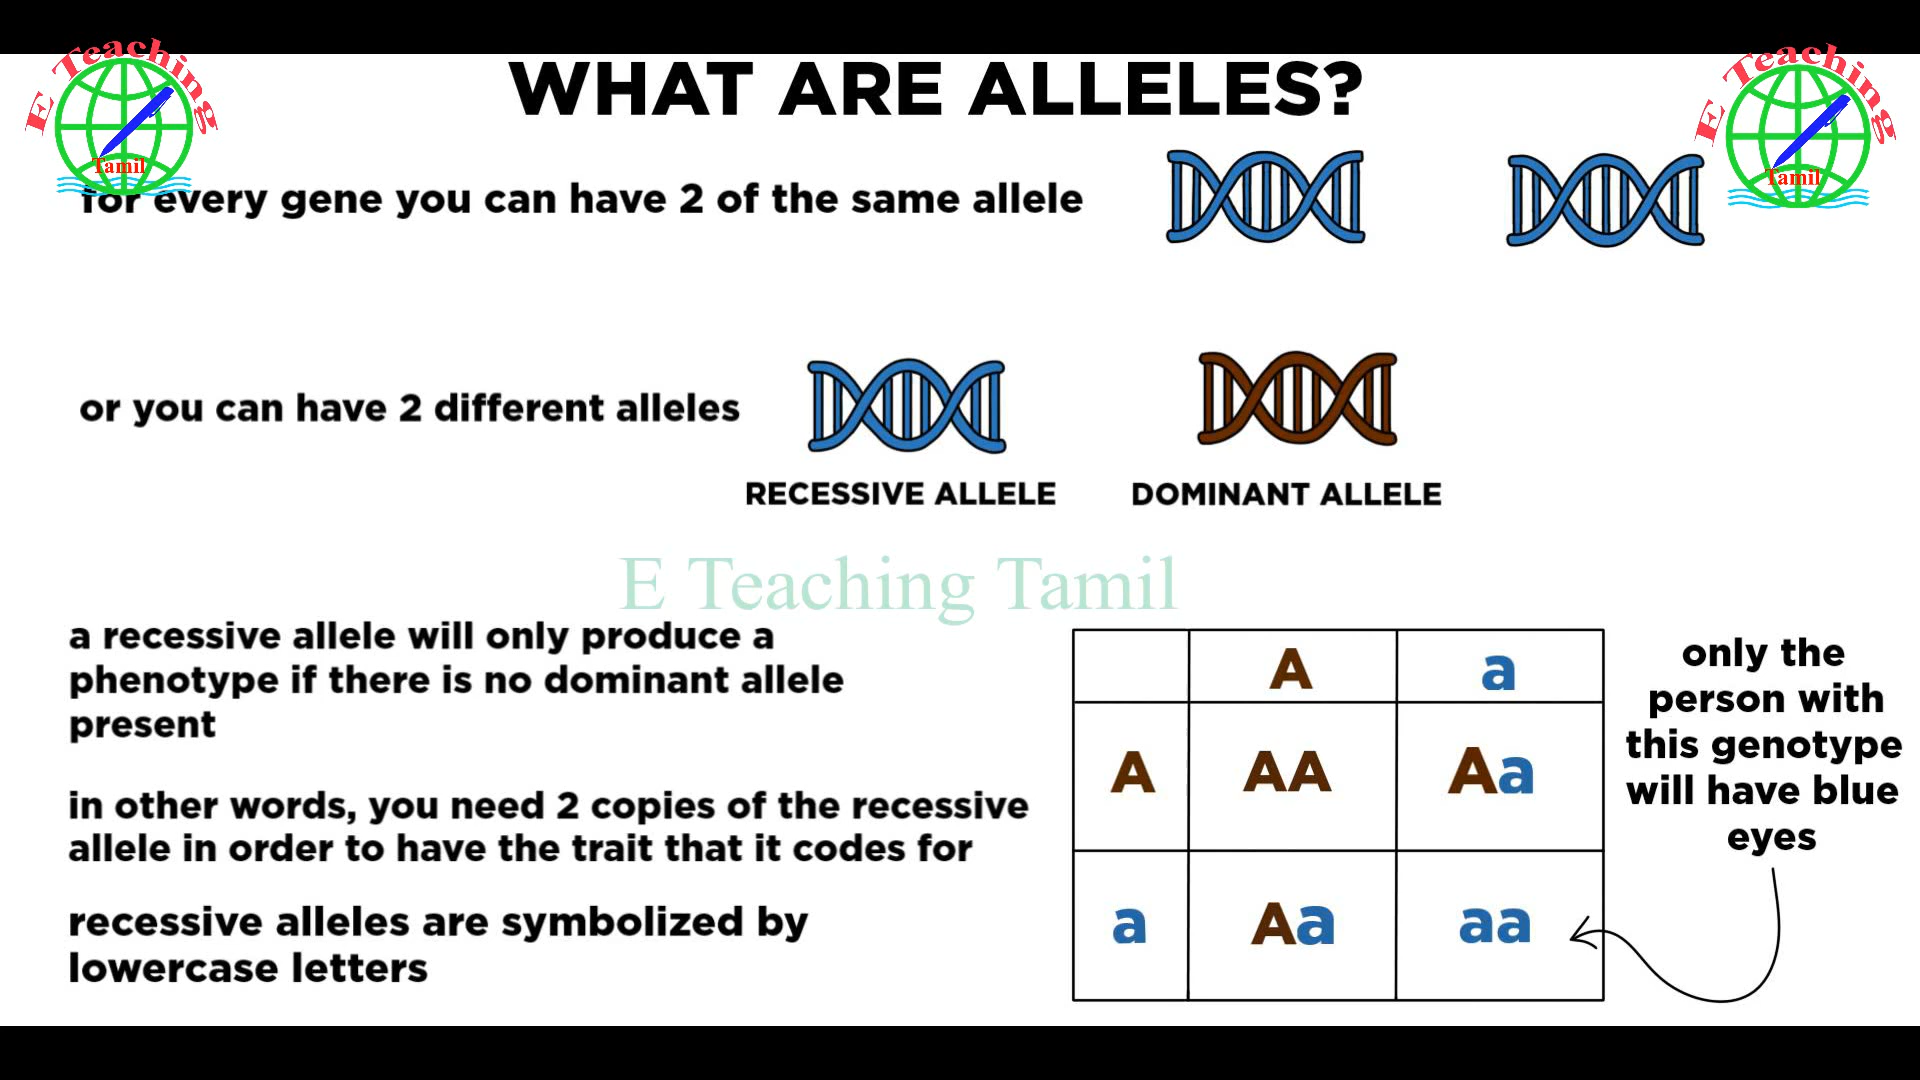 WHAT ARE ALLELES?
E Teaching
Tamil
E Teaching
Tamil
for every gene you can have 2 of the same allele
or you can have 2 different alleles
RECESSIVE ALLELE
DOMINANT ALLELE
E Teaching Tamil
a recessive allele will only produce a
phenotype if there is no dominant allele
present
in other words, you need 2 copies of the recessive
allele in order to have the trait that it codes for
recessive alleles are symbolized by
lowercase letters
A a
A AA Aa
a Aa aa
only the
person with
this genotype
will have blue
eyes